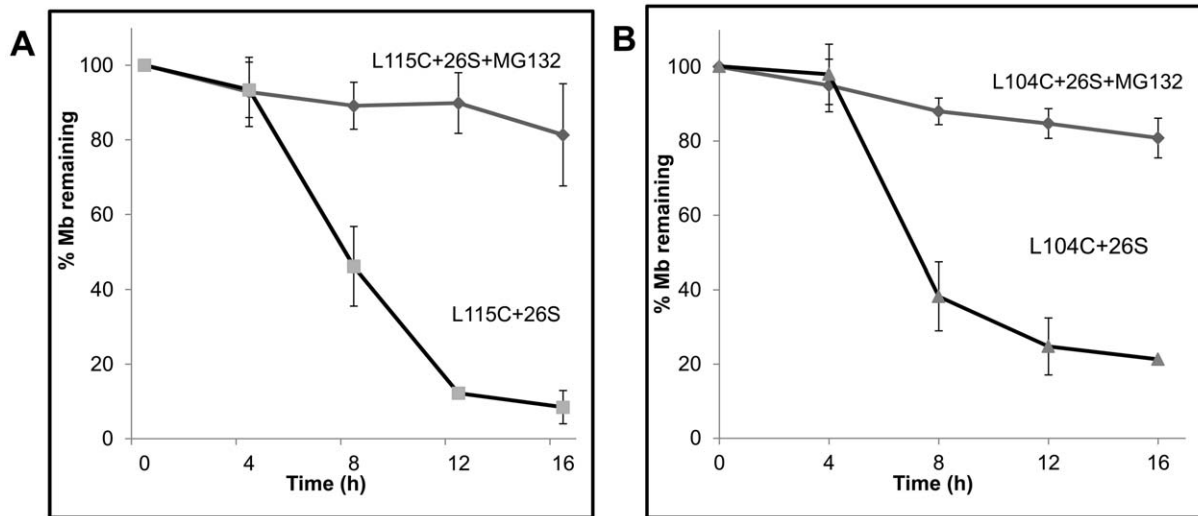 A
% Mb remaining
100
80
60
40
20
0
0 4 8 12 16
Time (h)
L115C+26S+MG132
L115C+26S
B
% Mb remaining
100
80
60
40
20
0
0 4 8 12 16
Time (h)
L104C+26S+MG132
L104C+26S